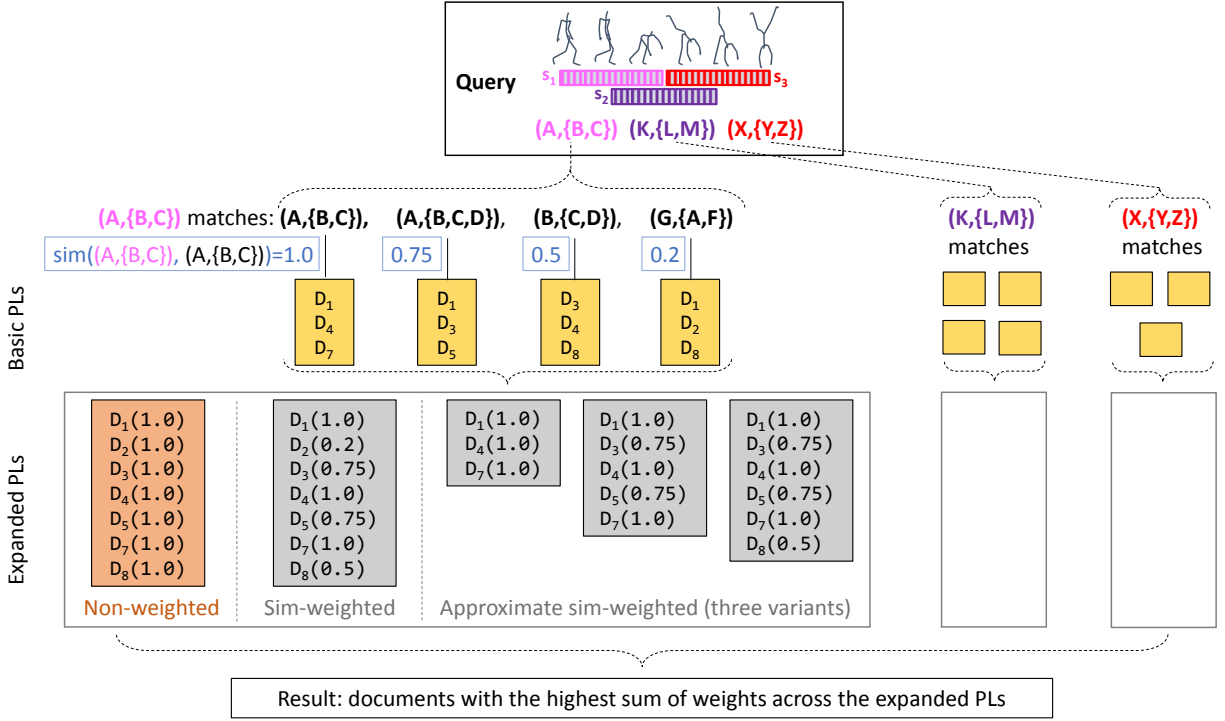 Query
s1
s3
s2
(A,{B,C}) (K,{L,M}) (X,{Y,Z})
(A,{B,C}) matches: (A,{B,C}), (A,{B,C,D}), (B,{C,D}), (G,{A,F})
sim((A,{B,C}), (A,{B,C}))=1.0 0.75 0.5 0.2
(K,{L,M})
matches
(X,{Y,Z})
matches
Basic PLs
D1
D4
D7
D1
D3
D5
D3
D4
D8
D1
D2
D8
Expanded PLs
D1(1.0)
D2(1.0)
D3(1.0)
D4(1.0)
D5(1.0)
D7(1.0)
D8(1.0)
Non-weighted
D1(1.0)
D2(0.2)
D3(0.75)
D4(1.0)
D5(0.75)
D7(1.0)
D8(0.5)
Sim-weighted
D1(1.0)
D4(1.0)
D7(1.0)
D1(1.0)
D3(0.75)
D4(1.0)
D5(0.75)
D7(1.0)
D1(1.0)
D3(0.75)
D4(1.0)
D5(0.75)
D7(1.0)
D8(0.5)
Approximate sim-weighted (three variants)
Result: documents with the highest sum of weights across the expanded PLs